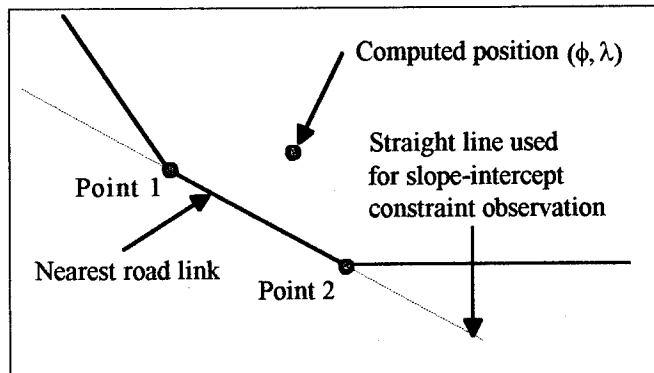 Computed position (ϕ, λ)
Straight line used
for slope-intercept
constraint observation
Point 1
Nearest road link
Point 2